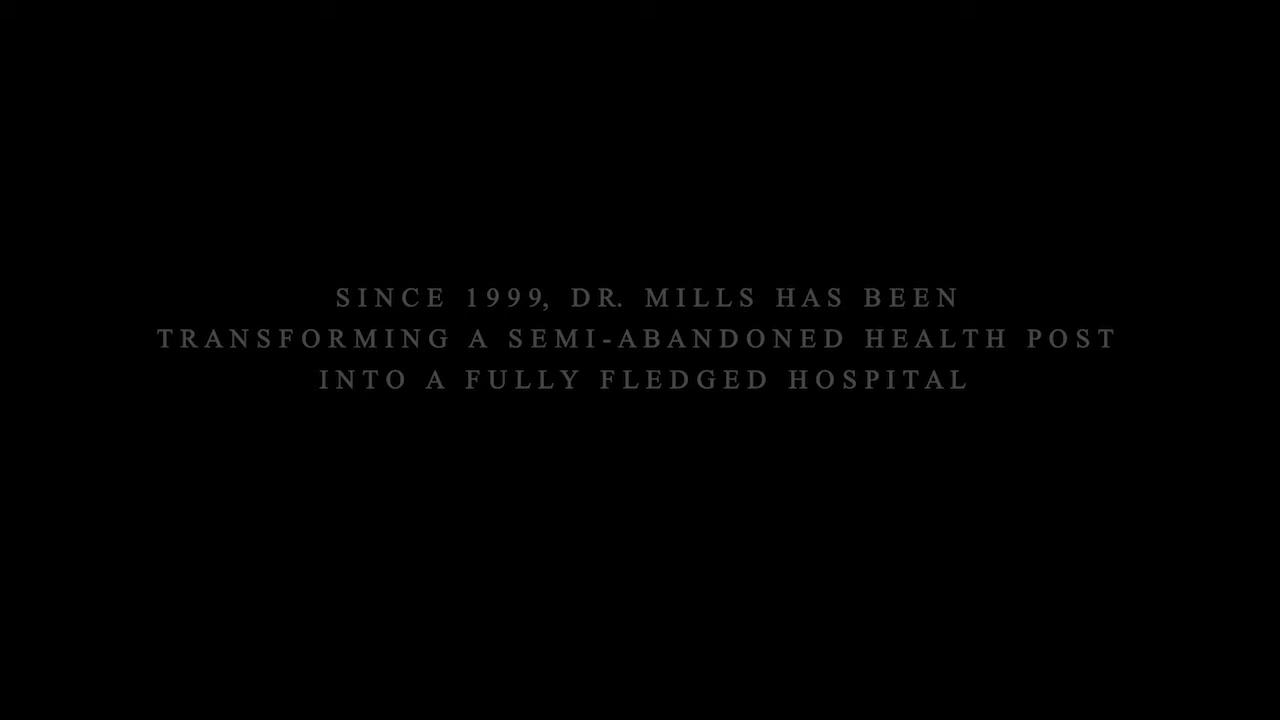 SINCE 1999, DR. MILLS HAS BEEN
TRANSFORMING A SEMI-ABANDONED HEALTH POST
INTO A FULLY FLEDGED HOSPITAL